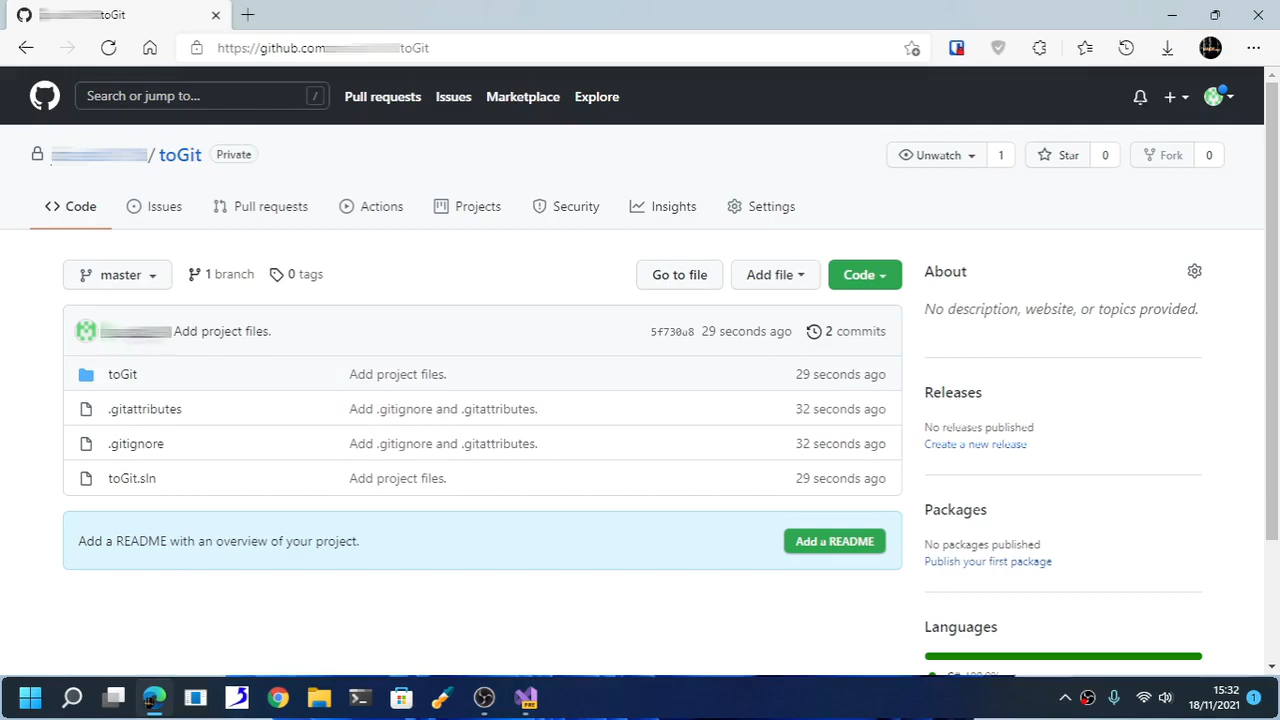 toGit
https://github.com toGit
Search or jump to... /
Pull requests Issues Marketplace Explore
/ toGit Private
Unwatch 1 Star 0 Fork 0
Code Issues Pull requests Actions Projects Security Insights Settings
master 1 branch 0 tags Go to file Add file Code
Add project files. 29 seconds ago 2 commits
toGit Add project files. 29 seconds ago
.gitattributes Add .gitignore and .gitattributes. 32 seconds ago
.gitignore Add .gitignore and .gitattributes. 32 seconds ago
toGit.sln Add project files. 29 seconds ago
Add a README with an overview of your project. Add a README
About
No description, website, or topics provided.
Releases
No releases published
Create a new release
Packages
No packages published
Publish your first package
Languages
PRE
15:32
18/11/2021
1